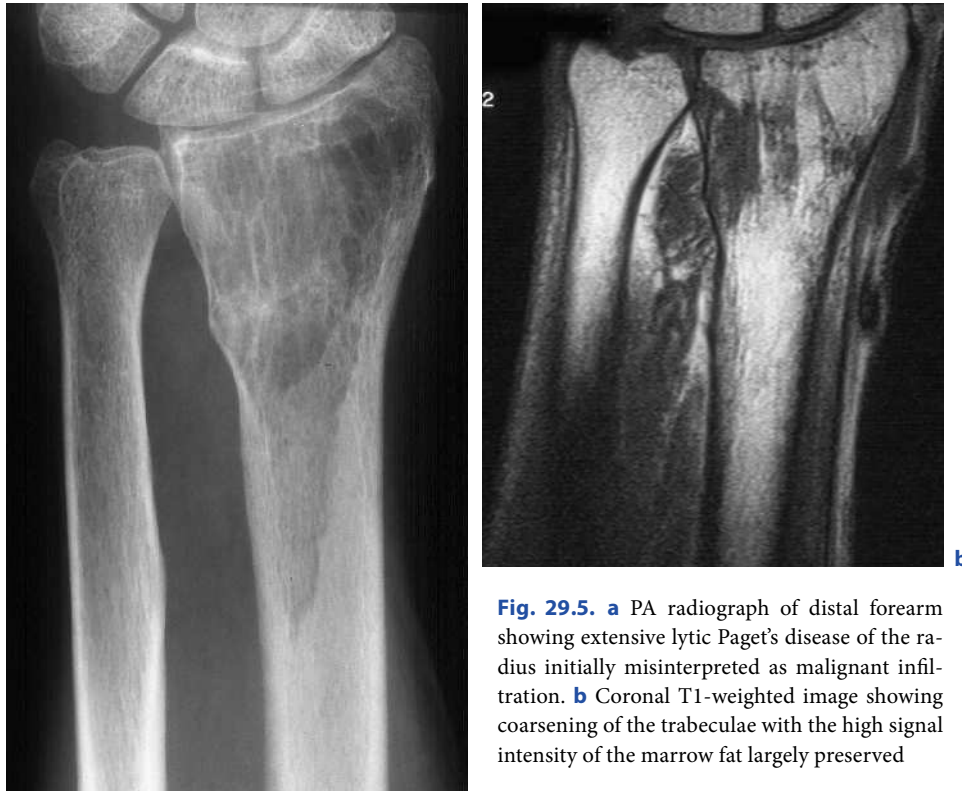 2
b
Fig. 29.5. a PA radiograph of distal forearm
showing extensive lytic Paget's disease of the ra-
dius initially misinterpreted as malignant infil-
tration. b Coronal T1-weighted image showing
coarsening of the trabeculae with the high signal
intensity of the marrow fat largely preserved